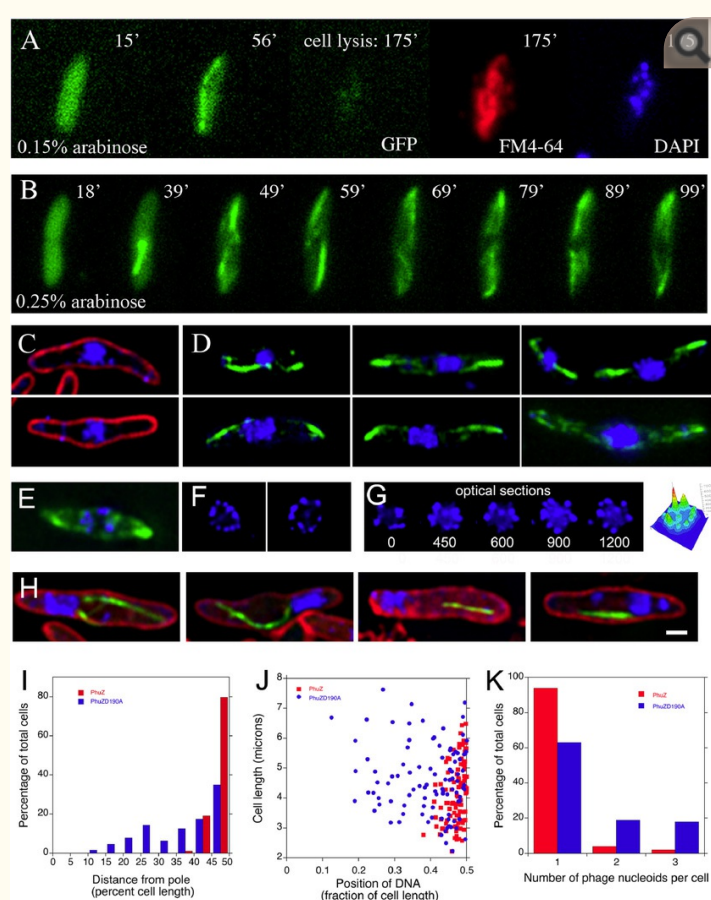 A 15’ 56’ cell lysis: 175’ 175’
0.15% arabinose GFP FM4-64 DAPI
B 18’ 39’ 49’ 59’ 69’ 79’ 89’ 99’
0.25% arabinose
C D
E F G optical sections
0 450 600 900 1200
H
I
PhuZ
PhuZD190A
Percentage of total cells
80
60
40
20
0
0 5 10 15 20 25 30 35 40 45 50
Distance from pole
(percent cell length)
J
PhuZ
PhuZD190A
Cell length (microns)
8
7
6
5
4
3
2
0 0.1 0.2 0.3 0.4 0.5
Position of DNA
(fraction of cell length)
K
PhuZ
PhuZD190A
Percentage of total cells
100
80
60
40
20
0
1 2 3
Number of phage nucleoids per cell